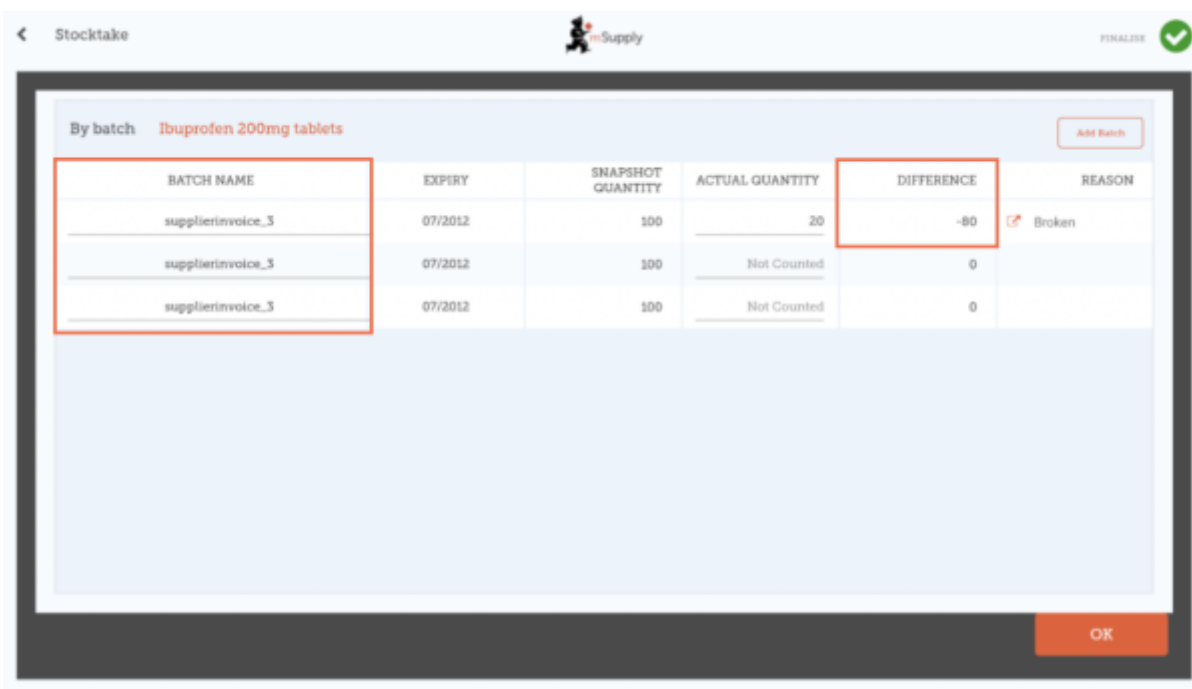 Stocktake
mSupply
FINALISE
By batch Ibuprofen 200mg tablets
Add Batch
BATCH NAME EXPIRY SNAPSHOT QUANTITY ACTUAL QUANTITY DIFFERENCE REASON
supplierinvoice_3 07/2012 100 20 -80 Broken
supplierinvoice_3 07/2012 100 Not Counted 0
supplierinvoice_3 07/2012 100 Not Counted 0
OK